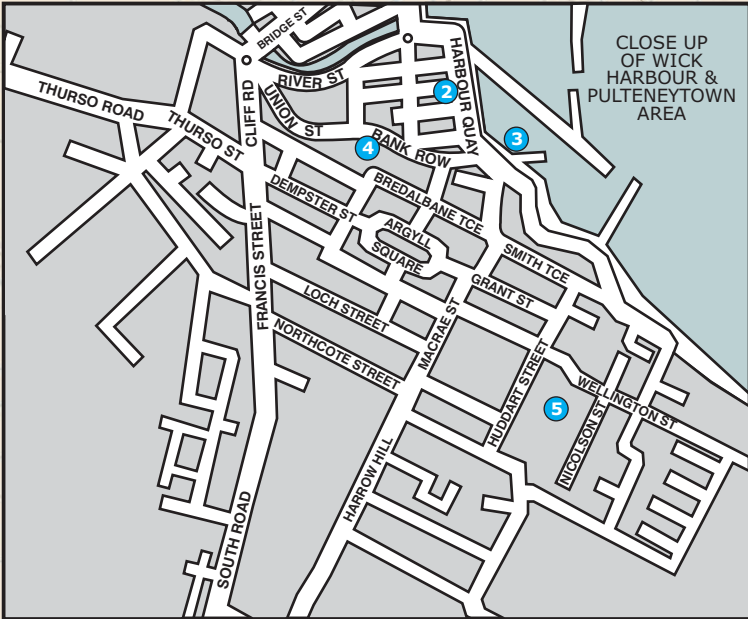 CLOSE UP
OF WICK
HARBOUR &
PULTENEYTOWN
AREA
BRIDGE ST
RIVER ST
HARBOUR QUAY
2
CLIFF RD
UNION ST
THURSO ROAD
THURSO ST
3
BANK ROW
4
BREDALBANE TCE
DEMPSTER ST
ARGYLL
SQUARE
SMITH TCE
FRANCIS STREET
GRANT ST
LOCH STREET
MACRAE ST
NORTHCOTE STREET
HUDDART STREET
WELLINGTON ST
5
NICOLSON ST
HARROW HILL
SOUTH ROAD